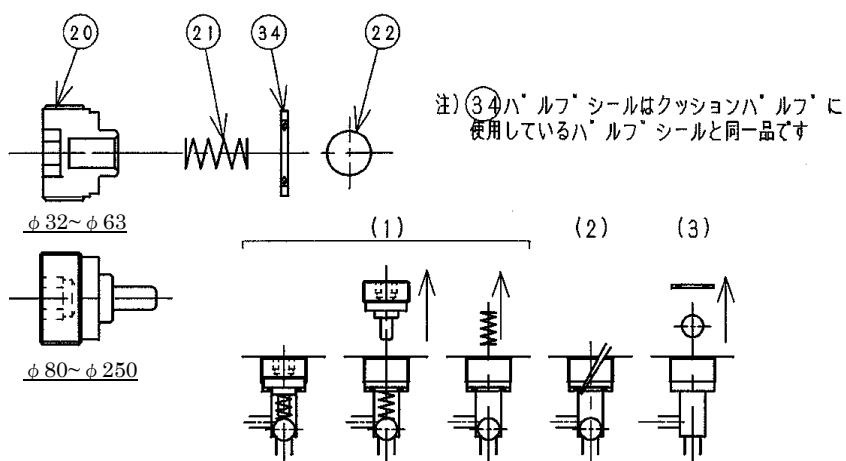 20 21 34 22
注) 34バルブシールはクッションバルブに
使用しているバルブシールと同一品です
φ32~φ63
(1) (2) (3)
φ80~φ250